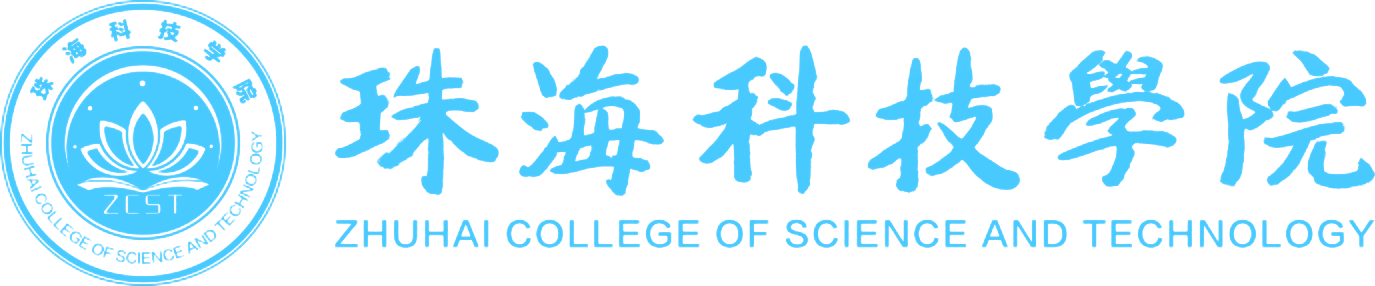 珠海科技学院
ZCST
ZHUHAI COLLEGE OF SCIENCE AND TECHNOLOGY
珠海科技學院
ZHUHAI COLLEGE OF SCIENCE AND TECHNOLOGY